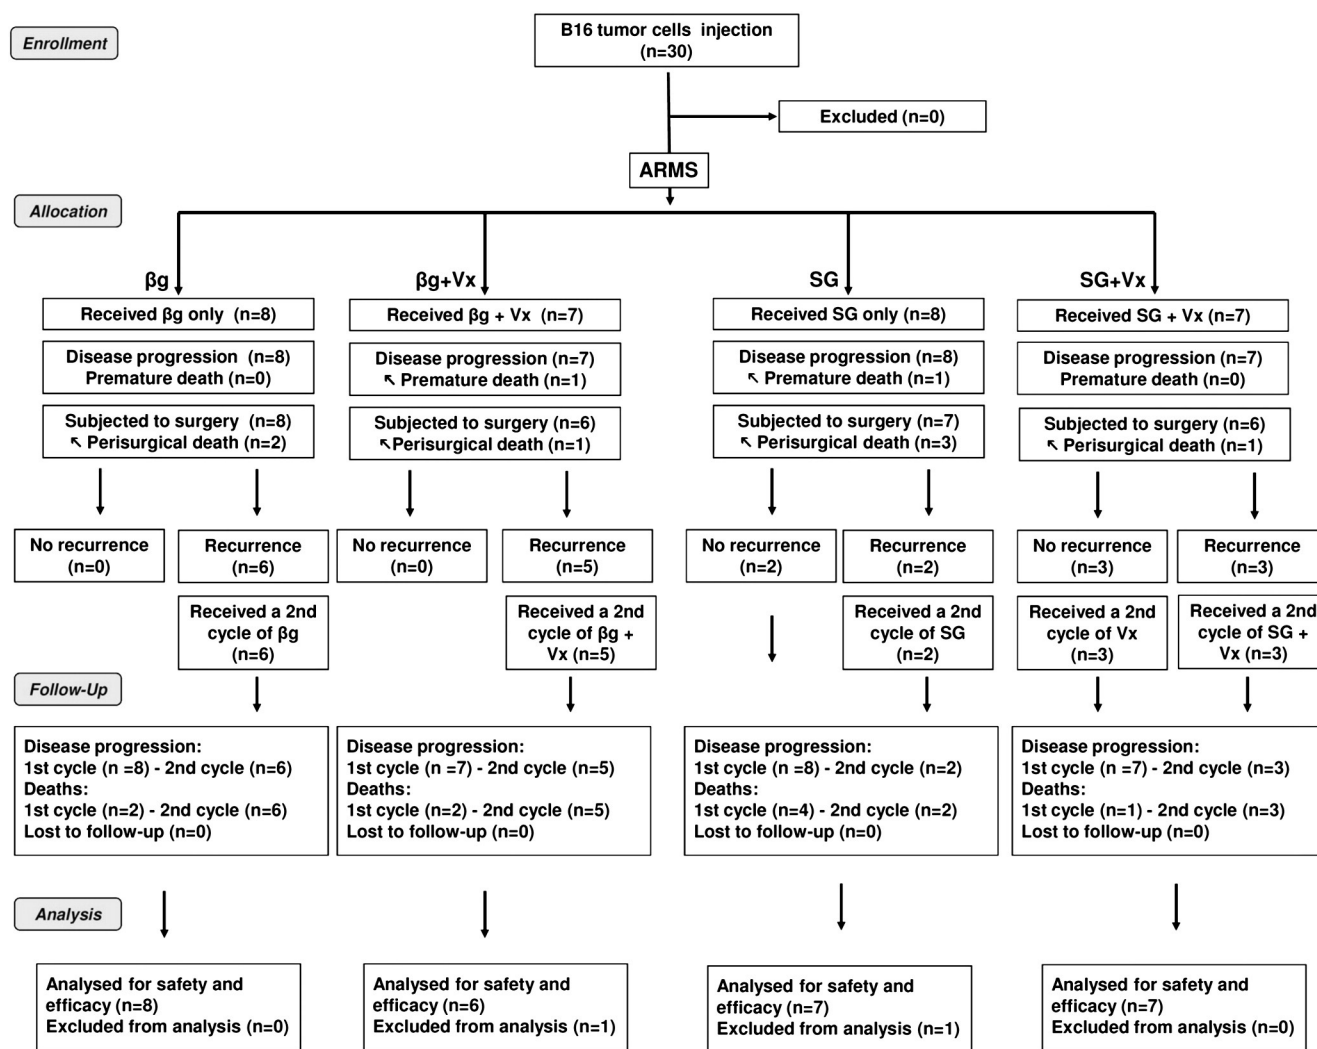 Enrollment
B16 tumor cells injection
(n=30)
Excluded (n=0)
ARMS
Allocation
βg
βg+Vx
SG
SG+Vx
Received βg only (n=8)
Received βg + Vx (n=7)
Received SG only (n=8)
Received SG + Vx (n=7)
Disease progression (n=8)
Premature death (n=0)
Disease progression (n=7)
↖ Premature death (n=1)
Disease progression (n=8)
↖ Premature death (n=1)
Disease progression (n=7)
Premature death (n=0)
Subjected to surgery (n=8)
↖ Perisurgical death (n=2)
Subjected to surgery (n=6)
↖Perisurgical death (n=1)
Subjected to surgery (n=7)
↖ Perisurgical death (n=3)
Subjected to surgery (n=6)
↖ Perisurgical death (n=1)
No recurrence
(n=0)
Recurrence
(n=6)
No recurrence
(n=0)
Recurrence
(n=5)
No recurrence
(n=2)
Recurrence
(n=2)
No recurrence
(n=3)
Recurrence
(n=3)
Received a 2nd
cycle of βg
(n=6)
Received a 2nd
cycle of βg +
Vx (n=5)
Received a 2nd
cycle of SG
(n=2)
Received a 2nd
cycle of Vx
(n=3)
Received a 2nd
cycle of SG +
Vx (n=3)
Follow-Up
Disease progression:
1st cycle (n =8) - 2nd cycle (n=6)
Deaths:
1st cycle (n=2) - 2nd cycle (n=6)
Lost to follow-up (n=0)
Disease progression:
1st cycle (n =7) - 2nd cycle (n=5)
Deaths:
1st cycle (n=2) - 2nd cycle (n=5)
Lost to follow-up (n=0)
Disease progression:
1st cycle (n =8) - 2nd cycle (n=2)
Deaths:
1st cycle (n=4) - 2nd cycle (n=2)
Lost to follow-up (n=0)
Disease progression:
1st cycle (n =7) - 2nd cycle (n=3)
Deaths:
1st cycle (n=1) - 2nd cycle (n=3)
Lost to follow-up (n=0)
Analysis
Analysed for safety and
efficacy (n=8)
Excluded from analysis (n=0)
Analysed for safety and
efficacy (n=6)
Excluded from analysis (n=1)
Analysed for safety and
efficacy (n=7)
Excluded from analysis (n=1)
Analysed for safety and
efficacy (n=7)
Excluded from analysis (n=0)